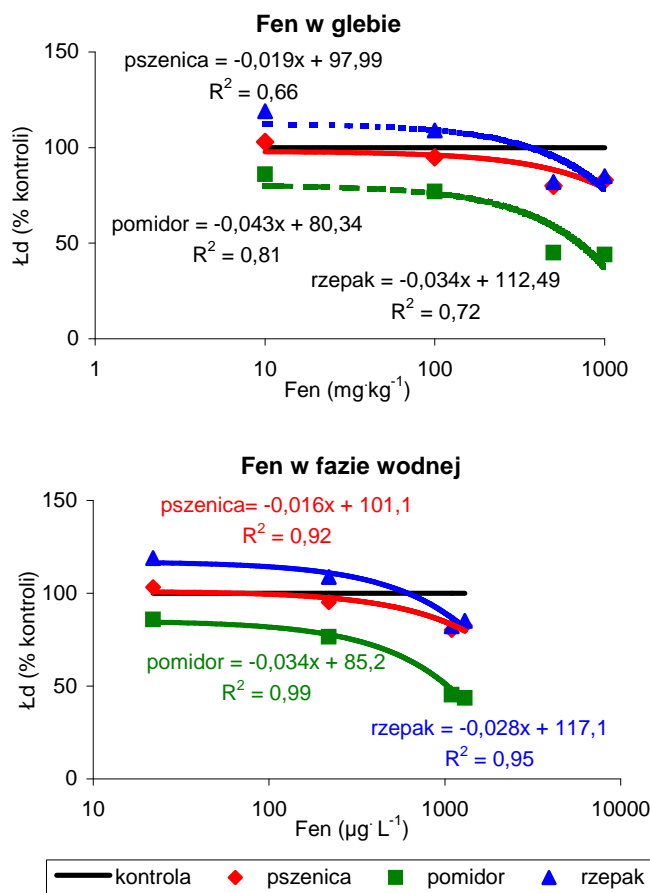 Fen w glebie
150
pszenica = -0,019x + 97,99
R² = 0,66
100
pomidor = -0,043x + 80,34
R² = 0,81
50
rzepak = -0,034x + 112,49
R² = 0,72
0
Łd (% kontroli)
1 10 100 1000
Fen (mg·kg⁻¹)
Fen w fazie wodnej
150
pszenica= -0,016x + 101,1
R² = 0,92
100
pomidor = -0,034x + 85,2
R² = 0,99
50
rzepak = -0,028x + 117,1
R² = 0,95
0
Łd (% kontroli)
10 100 1000 10000
Fen (µg· L⁻¹)
kontrola pszenica pomidor rzepak